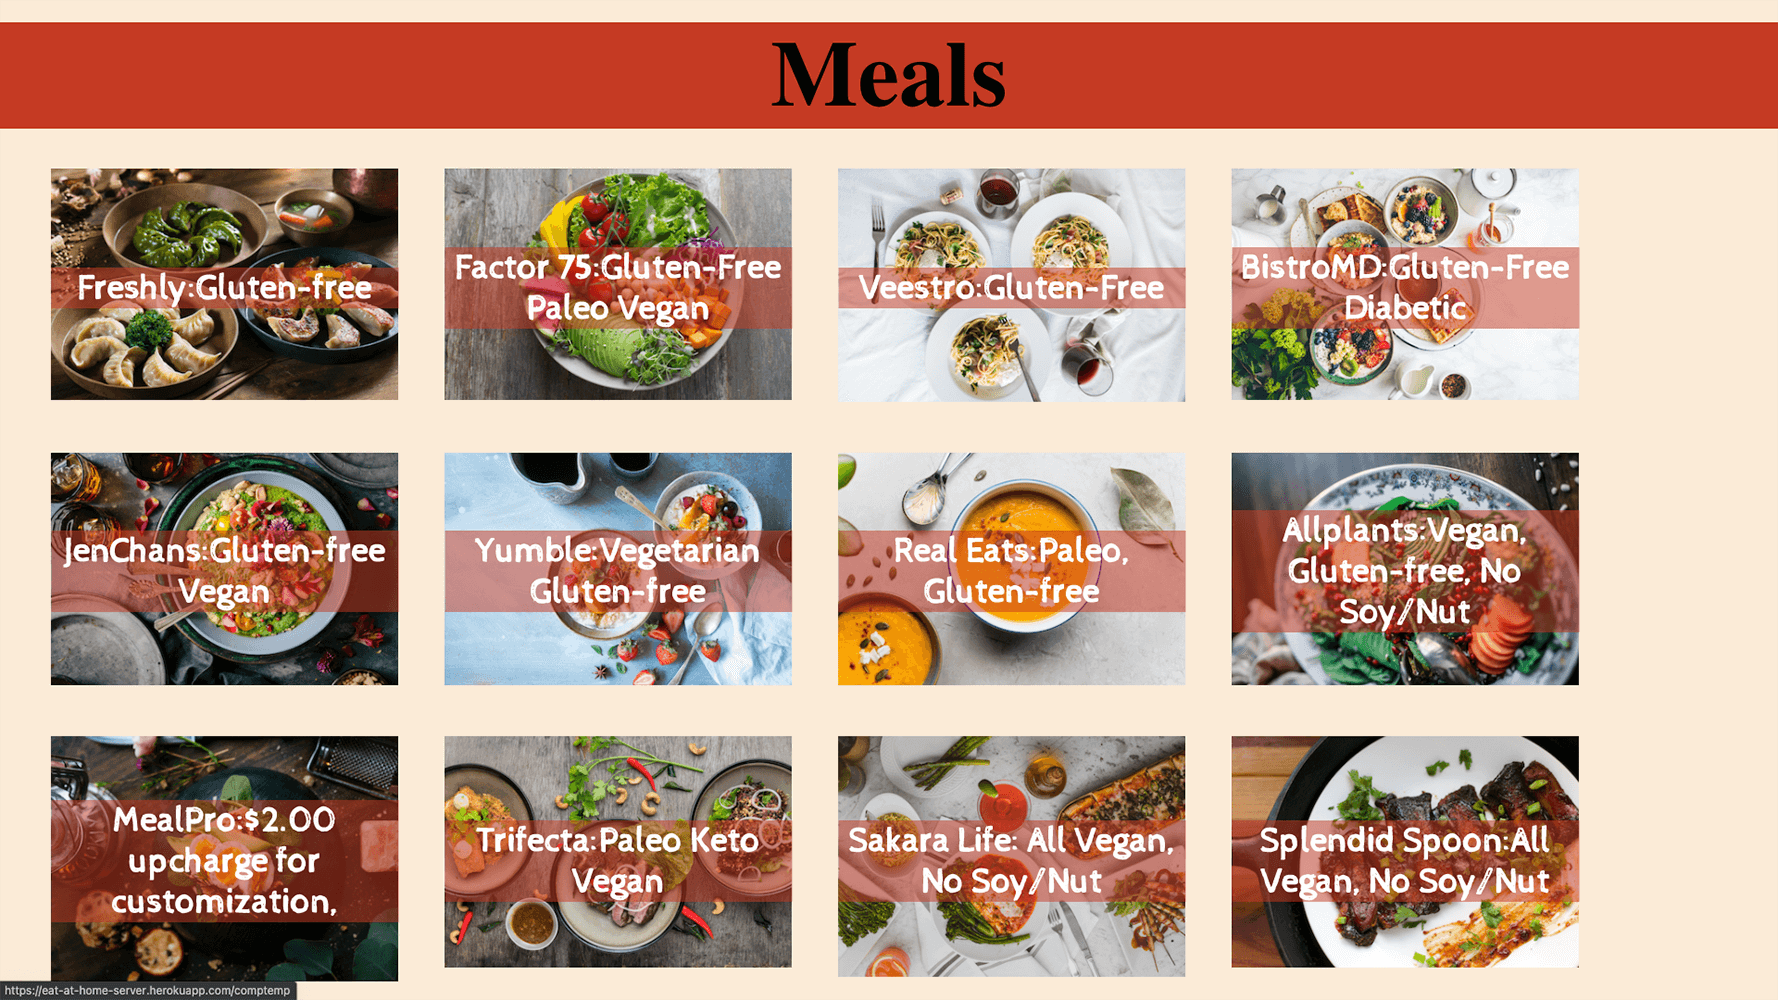 Meals
Freshly:Gluten-free
Factor 75:Gluten-Free
Paleo Vegan
Veestro:Gluten-Free
BistroMD:Gluten-Free
Diabetic
JenChans:Gluten-free
Vegan
Yumble:Vegetarian
Gluten-free
Real Eats:Paleo,
Gluten-free
Allplants:Vegan,
Gluten-free, No
Soy/Nut
MealPro:$2.00
upcharge for
customization,
Trifecta:Paleo Keto
Vegan
Sakara Life: All Vegan,
No Soy/Nut
Splendid Spoon:All
Vegan, No Soy/Nut
https://eat-at-home-server.herokuapp.com/comptemp